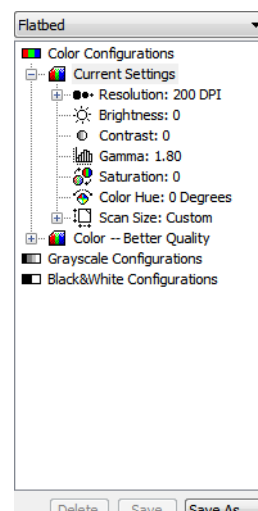 Flatbed
Color Configurations
Current Settings
Resolution: 200 DPI
Brightness: 0
Contrast: 0
Gamma: 1.80
Saturation: 0
Color Hue: 0 Degrees
Scan Size: Custom
Color -- Better Quality
Grayscale Configurations
Black&White Configurations
Delete Save Save As